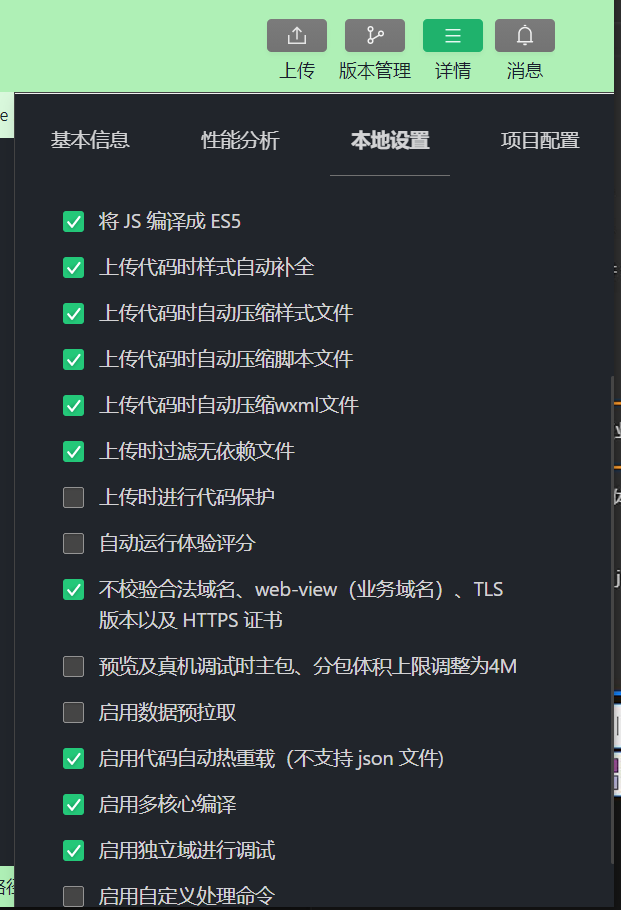 上传 版本管理 详情 消息
e
基本信息 性能分析 本地设置 项目配置
将 JS 编译成 ES5
上传代码时样式自动补全
上传代码时自动压缩样式文件
上传代码时自动压缩脚本文件
上传代码时自动压缩wxml文件
上传时过滤无依赖文件
上传时进行代码保护
自动运行体验评分
不校验合法域名、web-view（业务域名）、TLS
版本以及 HTTPS 证书
预览及真机调试时主包、分包体积上限调整为4M
启用数据预拉取
启用代码自动热重载（不支持 json 文件)
启用多核心编译
启用独立域进行调试
启用自定义处理命令